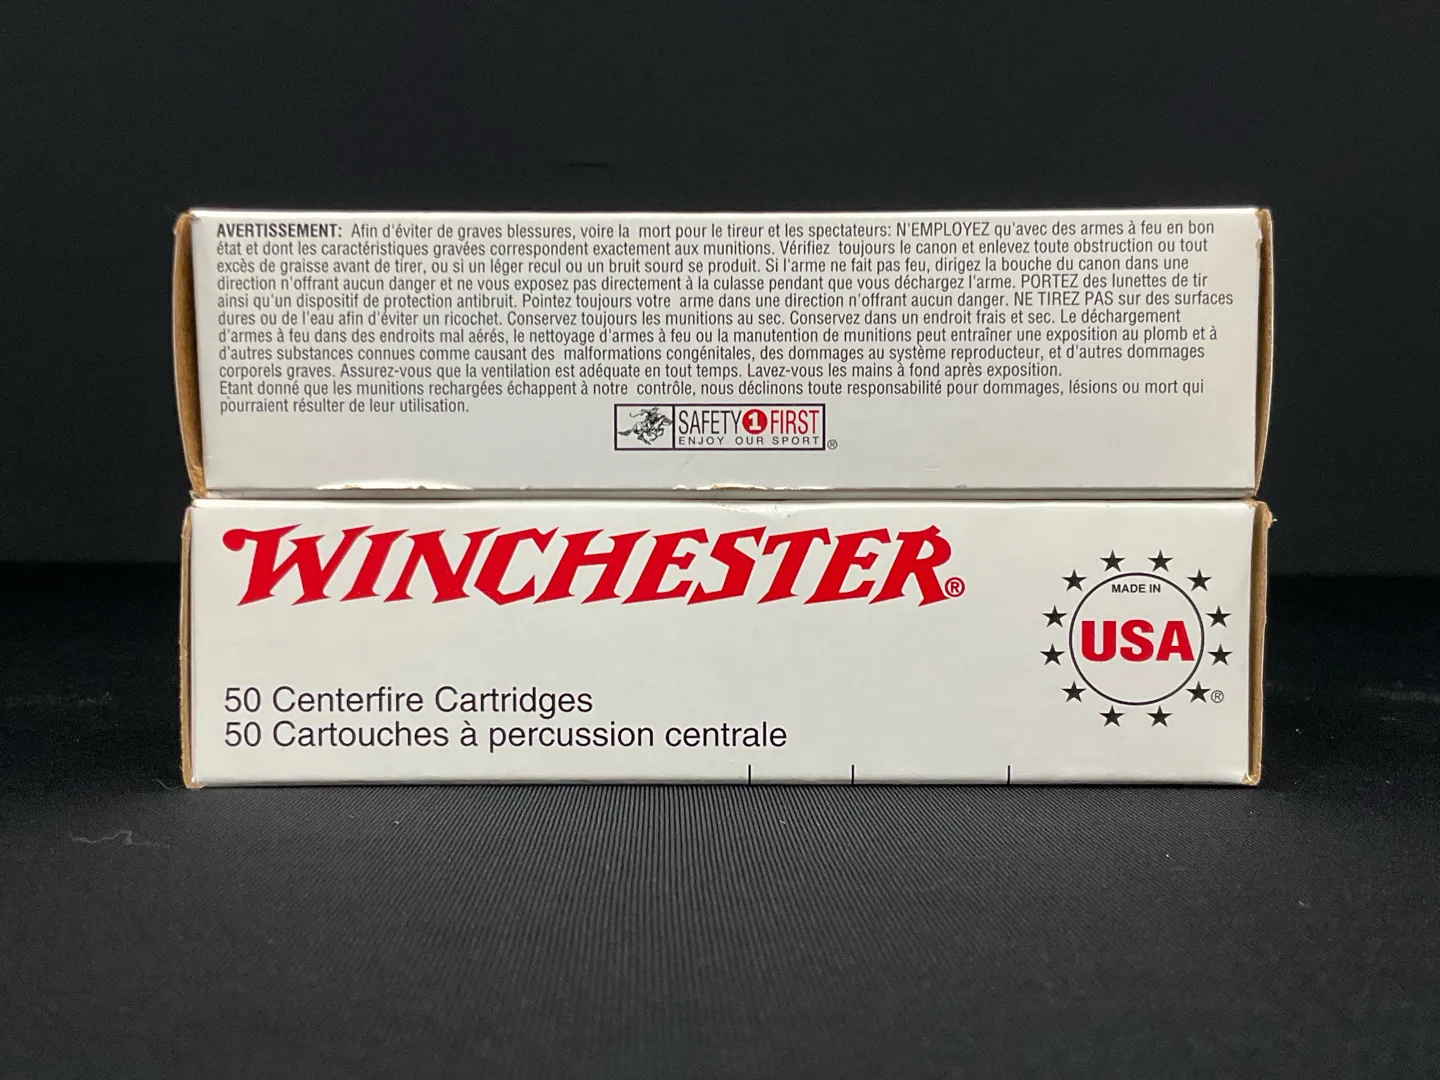 AVERTISSEMENT: Afin d'éviter de graves blessures, voire la mort pour le tireur et les spectateurs: N'EMPLOYEZ qu'avec des armes à feu en bon
état et dont les caractéristiques gravées correspondent exactement aux munitions. Vérifiez toujours le canon et enlevez toute obstruction ou tout
excès de graisse avant de tirer, ou si un léger recul ou un bruit sourd se produit. Si l'arme ne fait pas feu, dirigez la bouche du canon dans une
direction n'offrant aucun danger et ne vous exposez pas directement à la culasse pendant que vous déchargez l'arme. PORTEZ des lunettes de tir
ainsi qu'un dispositif de protection antibruit. Pointez toujours votre arme dans une direction n'offrant aucun danger. NE TIREZ PAS sur des surfaces
dures ou de l'eau afin d'éviter un ricochet. Conservez toujours les munitions au sec. Conservez dans un endroit frais et sec. Le déchargement
d'armes à feu dans des endroits mal aérés, le nettoyage d'armes à feu ou la manutention de munitions peut entraîner une exposition au plomb et à
d'autres substances connues comme causant des malformations congénitales, des dommages au système reproducteur, et d'autres dommages
corporels graves. Assurez-vous que la ventilation est adéquate en tout temps. Lavez-vous les mains à fond après exposition.
Etant donné que les munitions rechargées échappent à notre contrôle, nous déclinons toute responsabilité pour dommages, lésions ou mort qui
pourraient résulter de leur utilisation.
SAFETY 1 FIRST
ENJOY OUR SPORT ®
WINCHESTER®
MADE IN
USA
®
50 Centerfire Cartridges
50 Cartouches à percussion centrale